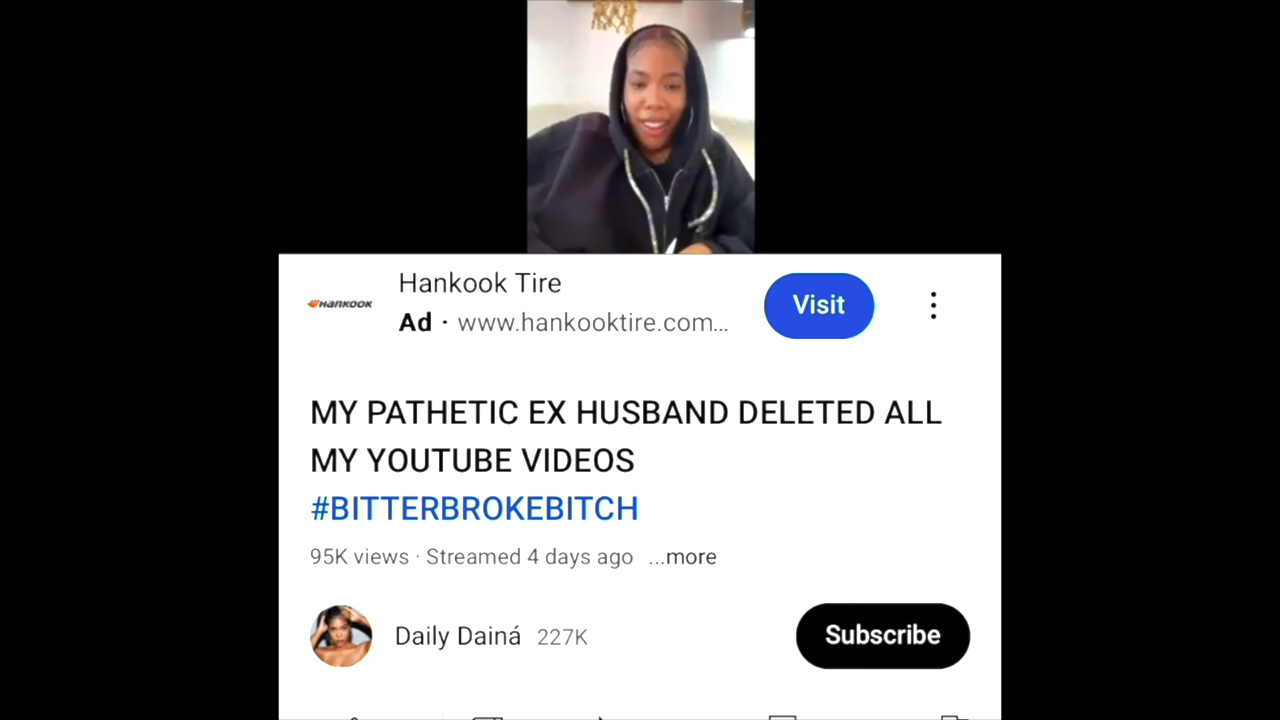 HANKOOK
Hankook Tire
Ad · www.hankooktire.com...
Visit
MY PATHETIC EX HUSBAND DELETED ALL
MY YOUTUBE VIDEOS
#BITTERBROKEBITCH
95K views · Streamed 4 days ago ...more
Daily Dainá 227K
Subscribe